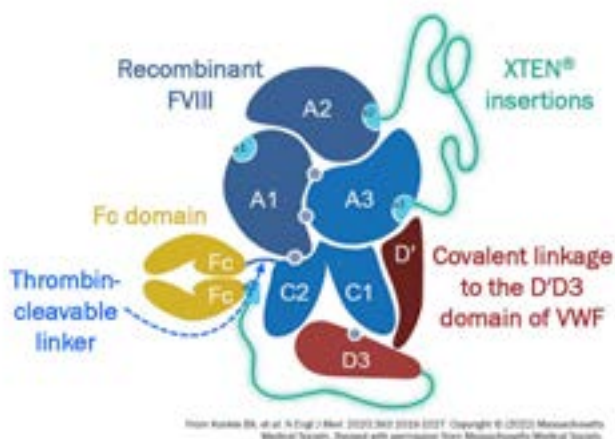 Recombinant
FVIII
XTEN®
insertions
A2
A1
A3
Fc domain
Fc
Fc
D'
Covalent linkage
to the D'D3
domain of VWF
Thrombin-
cleavable
linker
C2
C1
D3
From Konkle BA, et al. N Engl J Med. 2020;383:1018-1027. Copyright © (2020) Massachusetts
Medical Society. Reprinted with permission from Massachusetts Medical Society.